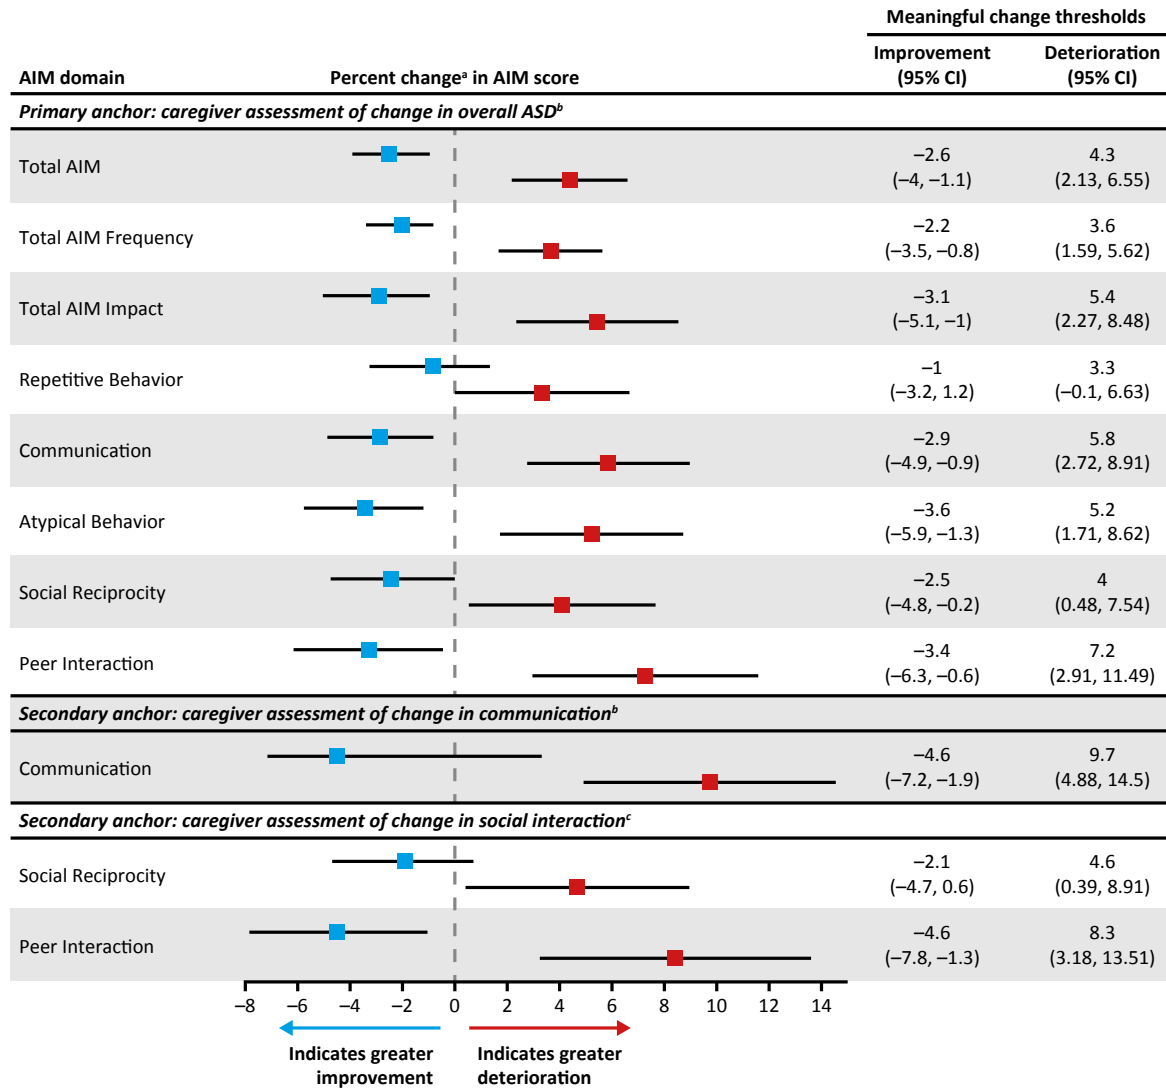 Meaningful change thresholds
AIM domain Percent changeᵃ in AIM score Improvement (95% CI) Deterioration (95% CI)
Primary anchor: caregiver assessment of change in overall ASDᵇ
Total AIM –2.6 4.3
(–4, –1.1) (2.13, 6.55)
Total AIM Frequency –2.2 3.6
(–3.5, –0.8) (1.59, 5.62)
Total AIM Impact –3.1 5.4
(–5.1, –1) (2.27, 8.48)
Repetitive Behavior –1 3.3
(–3.2, 1.2) (–0.1, 6.63)
Communication –2.9 5.8
(–4.9, –0.9) (2.72, 8.91)
Atypical Behavior –3.6 5.2
(–5.9, –1.3) (1.71, 8.62)
Social Reciprocity –2.5 4
(–4.8, –0.2) (0.48, 7.54)
Peer Interaction –3.4 7.2
(–6.3, –0.6) (2.91, 11.49)
Secondary anchor: caregiver assessment of change in communicationᵇ
Communication –4.6 9.7
(–7.2, –1.9) (4.88, 14.5)
Secondary anchor: caregiver assessment of change in social interactionᶜ
Social Reciprocity –2.1 4.6
(–4.7, 0.6) (0.39, 8.91)
Peer Interaction –4.6 8.3
(–7.8, –1.3) (3.18, 13.51)
–8 –6 –4 –2 0 2 4 6 8 10 12 14
Indicates greater improvement
Indicates greater deterioration